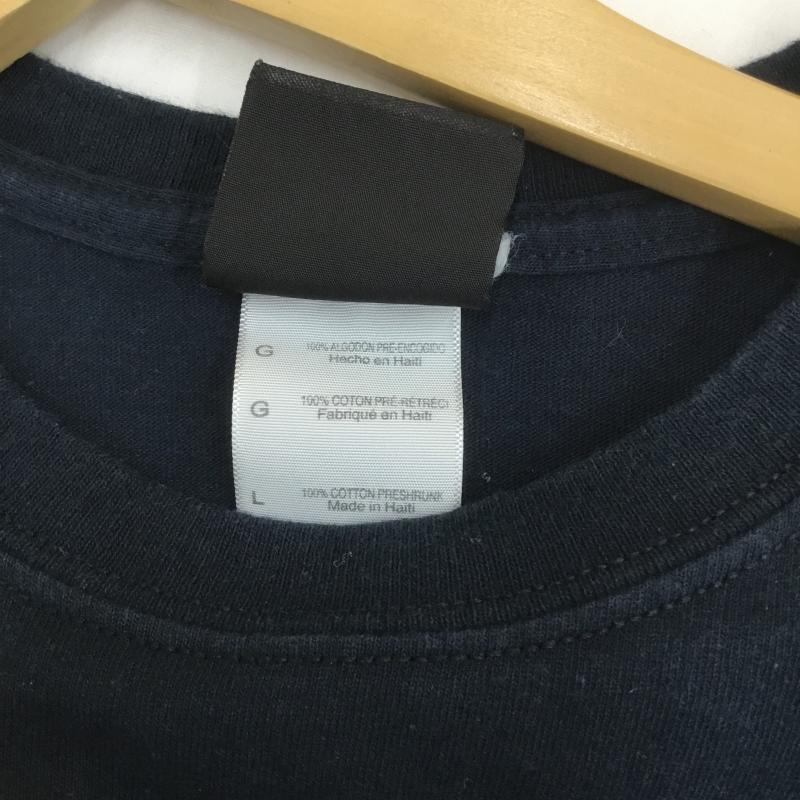 G 100% ALGODON PRE-ENCOGIDO
Hecho en Haiti
G 100% COTON PRÉ-RÉTRÉCI
Fabriqué en Haïti
L 100% COTTON PRESHRUNK
Made in Haiti